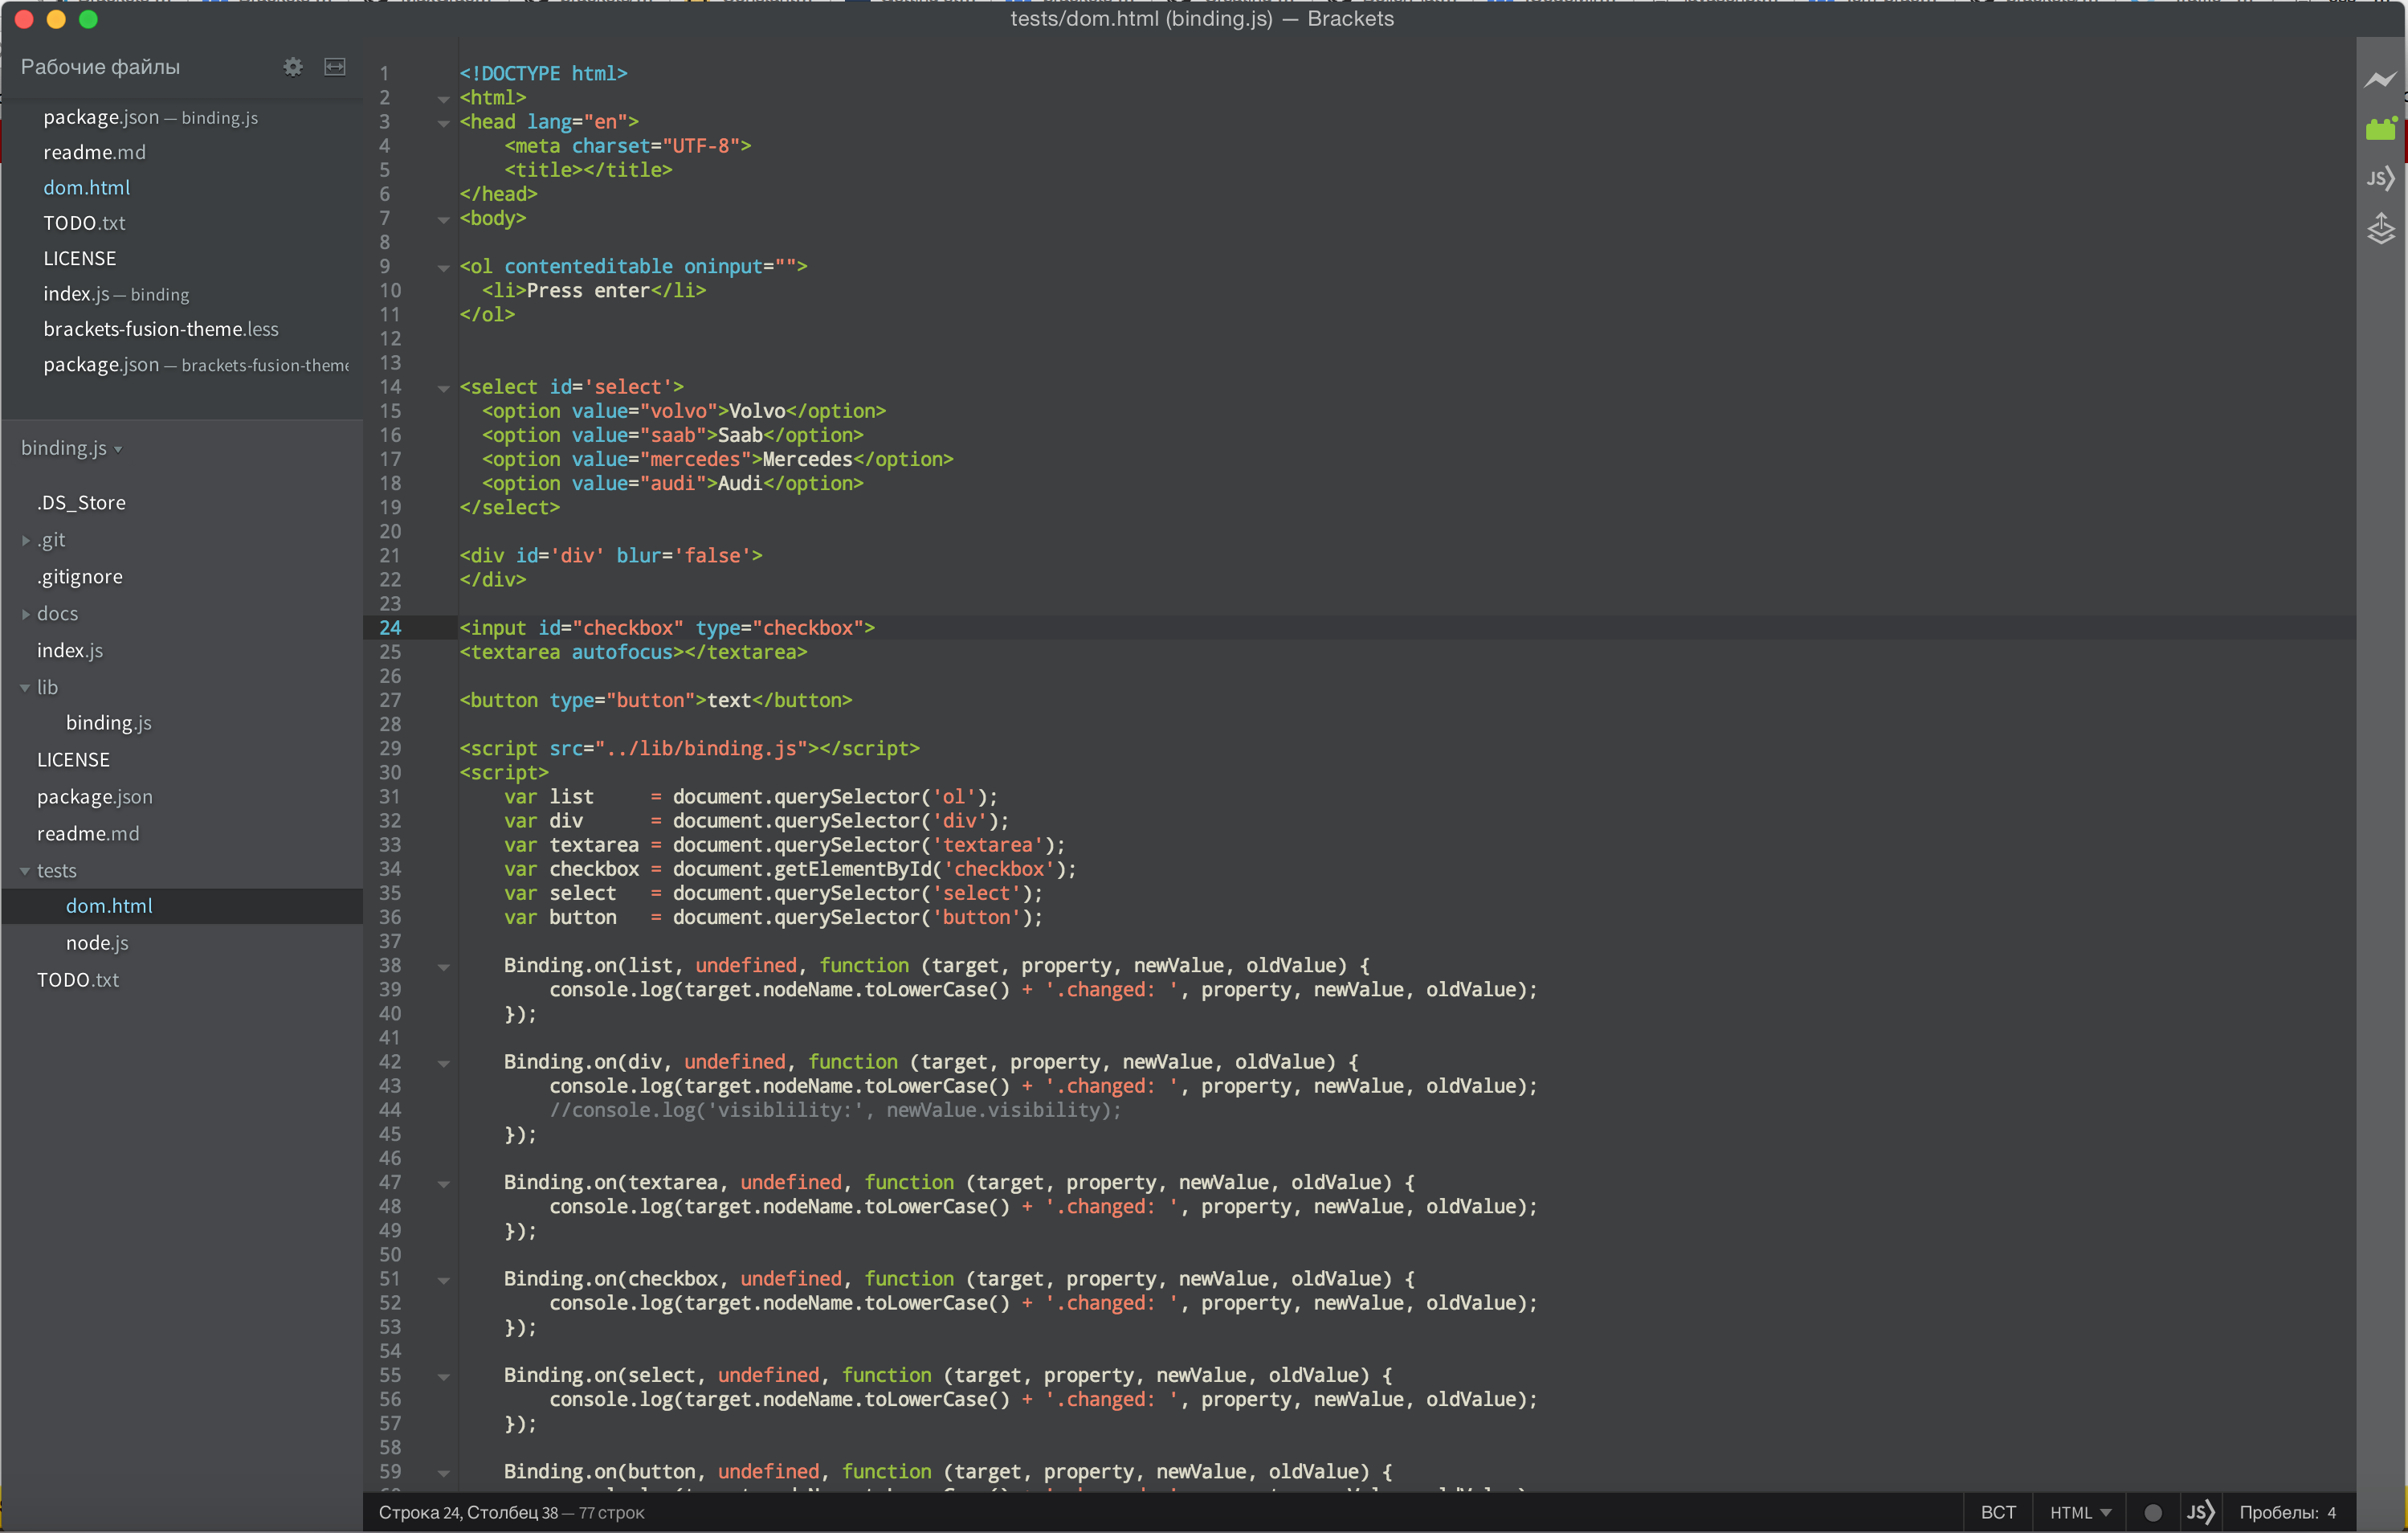 tests/dom.html (binding.js) — Brackets
Рабочие файлы
package.json — binding.js
readme.md
dom.html
TODO.txt
LICENSE
index.js — binding
brackets-fusion-theme.less
package.json — brackets-fusion-theme
binding.js
.DS_Store
.git
.gitignore
docs
index.js
lib
binding.js
LICENSE
package.json
readme.md
tests
dom.html
node.js
TODO.txt
1 <!DOCTYPE html>
2 <html>
3 <head lang="en">
4     <meta charset="UTF-8">
5     <title></title>
6 </head>
7 <body>
8
9 <ol contenteditable oninput="">
10   <li>Press enter</li>
11 </ol>
12
13
14 <select id='select'>
15   <option value="volvo">Volvo</option>
16   <option value="saab">Saab</option>
17   <option value="mercedes">Mercedes</option>
18   <option value="audi">Audi</option>
19 </select>
20
21 <div id='div' blur='false'>
22 </div>
23
24 <input id="checkbox" type="checkbox">
25 <textarea autofocus></textarea>
26
27 <button type="button">text</button>
28
29 <script src="../lib/binding.js"></script>
30 <script>
31     var list     = document.querySelector('ol');
32     var div      = document.querySelector('div');
33     var textarea = document.querySelector('textarea');
34     var checkbox = document.getElementById('checkbox');
35     var select   = document.querySelector('select');
36     var button   = document.querySelector('button');
37
38     Binding.on(list, undefined, function (target, property, newValue, oldValue) {
39         console.log(target.nodeName.toLowerCase() + '.changed: ', property, newValue, oldValue);
40     });
41
42     Binding.on(div, undefined, function (target, property, newValue, oldValue) {
43         console.log(target.nodeName.toLowerCase() + '.changed: ', property, newValue, oldValue);
44         //console.log('visiblility:', newValue.visibility);
45     });
46
47     Binding.on(textarea, undefined, function (target, property, newValue, oldValue) {
48         console.log(target.nodeName.toLowerCase() + '.changed: ', property, newValue, oldValue);
49     });
50
51     Binding.on(checkbox, undefined, function (target, property, newValue, oldValue) {
52         console.log(target.nodeName.toLowerCase() + '.changed: ', property, newValue, oldValue);
53     });
54
55     Binding.on(select, undefined, function (target, property, newValue, oldValue) {
56         console.log(target.nodeName.toLowerCase() + '.changed: ', property, newValue, oldValue);
57     });
58
59     Binding.on(button, undefined, function (target, property, newValue, oldValue) {
JS
Строка 24, Столбец 38 — 77 строк
ВСТ
HTML
JS
Пробелы: 4